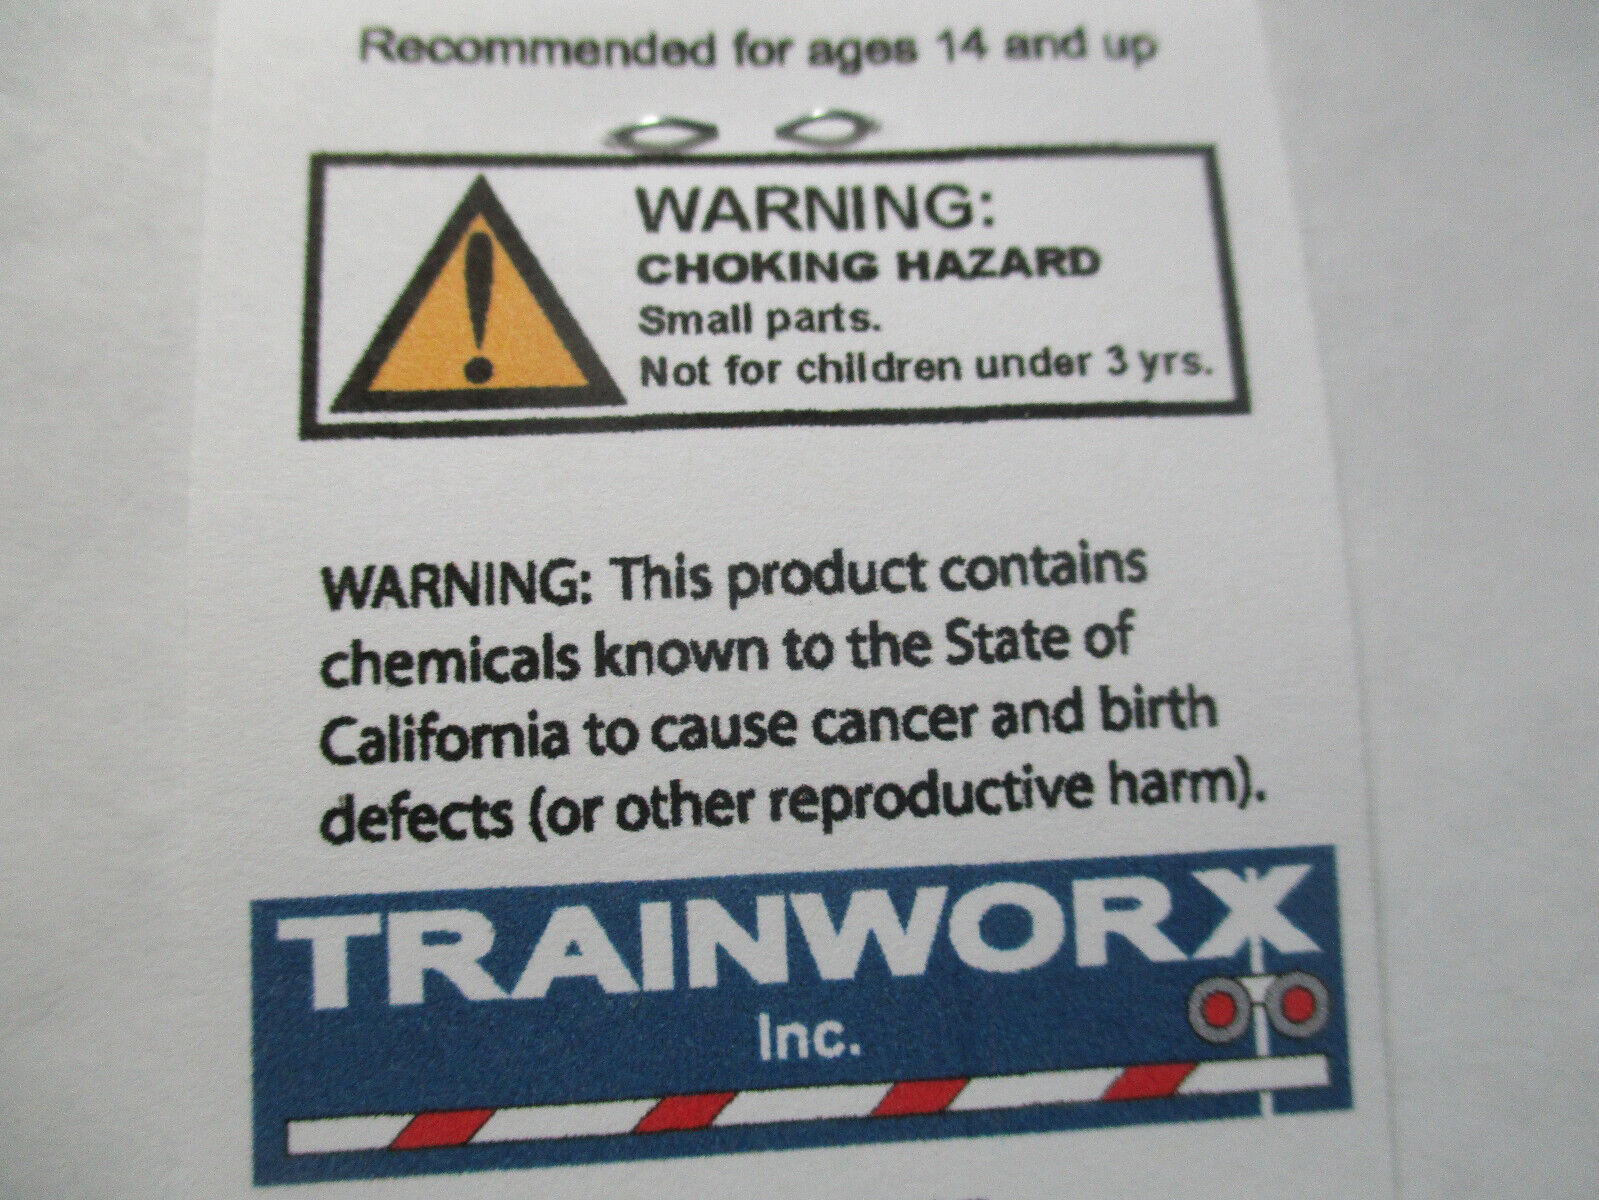 Recommended for ages 14 and up
WARNING:
CHOKING HAZARD
Small parts.
Not for children under 3 yrs.
WARNING: This product contains
chemicals known to the State of
California to cause cancer and birth
defects (or other reproductive harm).
TRAINWORX
Inc.